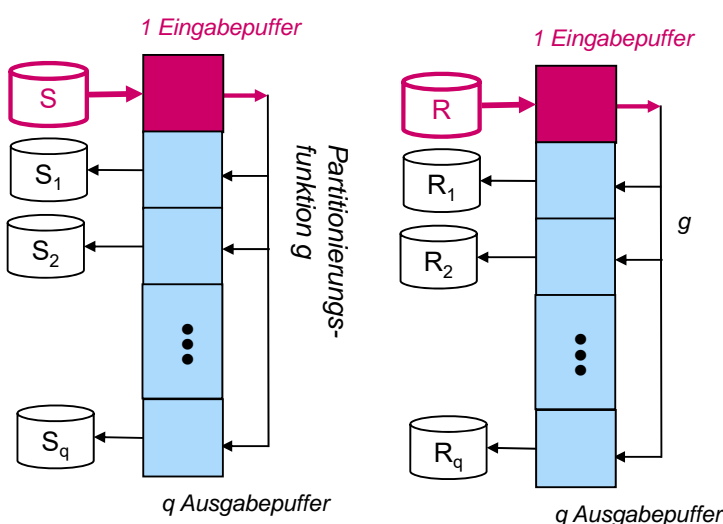 1 Eingabepuffer
S
S1
S2
Sq
Partitionierungs-
funktion g
q Ausgabepuffer
1 Eingabepuffer
R
R1
R2
Rq
g
q Ausgabepuffer